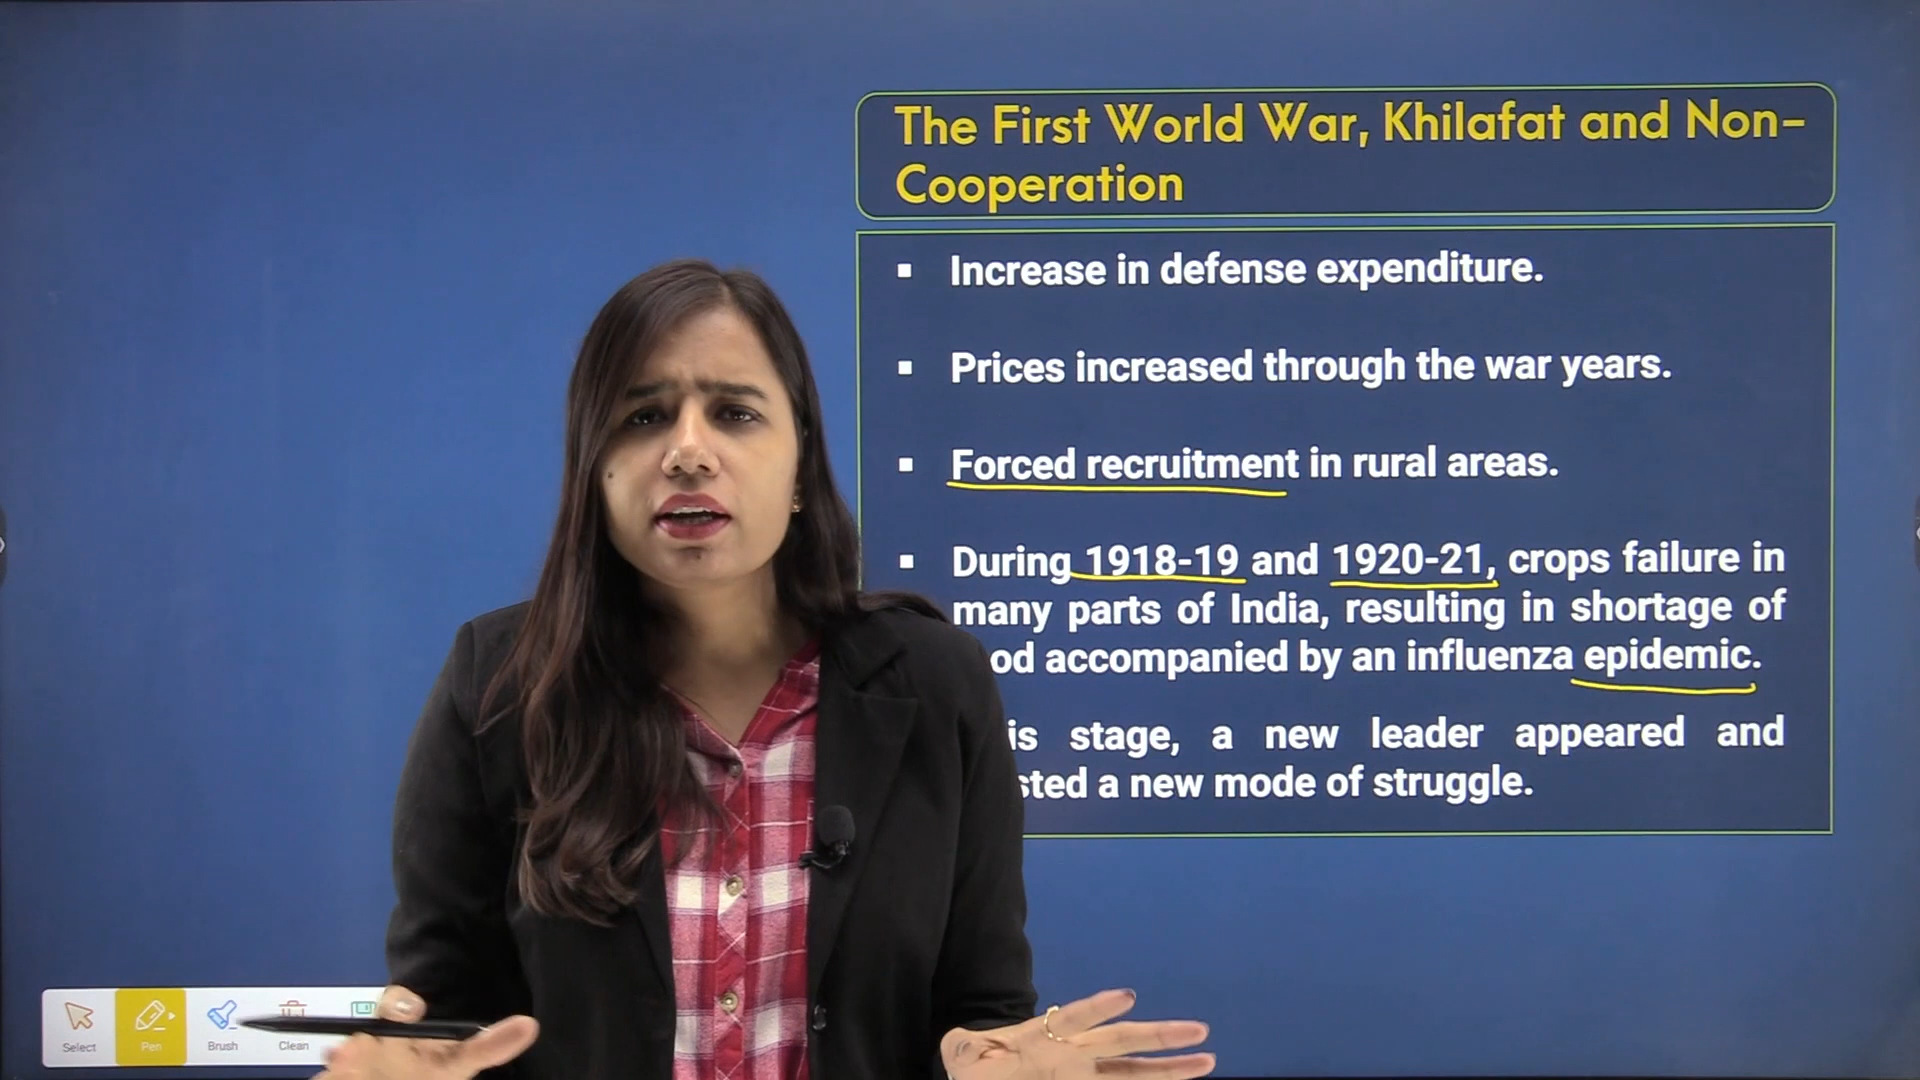 The First World War, Khilafat and Non-
Cooperation
▪ Increase in defense expenditure.
▪ Prices increased through the war years.
▪ Forced recruitment in rural areas.
▪ During 1918-19 and 1920-21, crops failure in
many parts of India, resulting in shortage of
od accompanied by an influenza epidemic.
is stage, a new leader appeared and
sted a new mode of struggle.
Select Pen Brush Clean